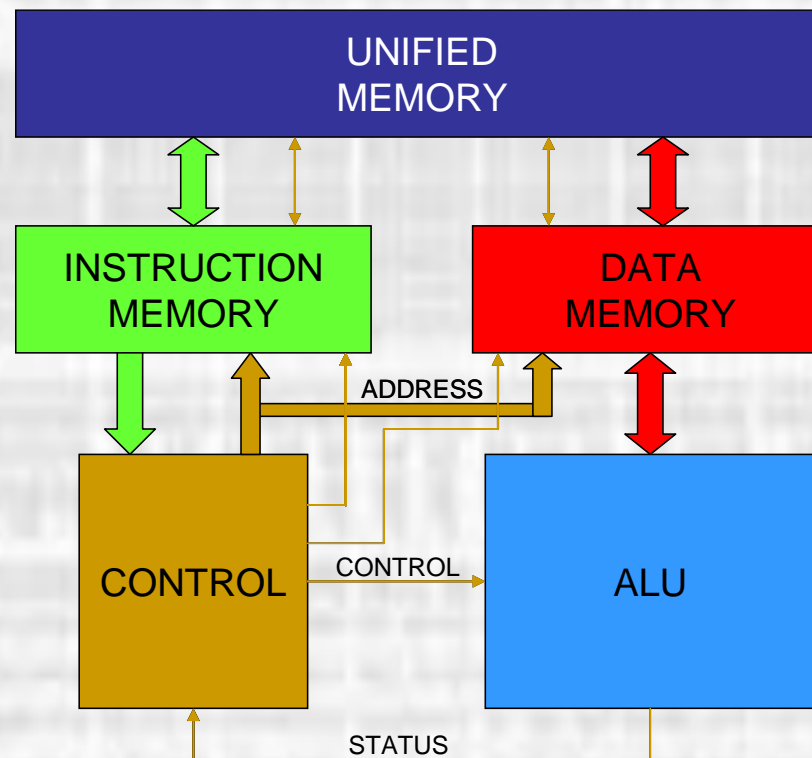 UNIFIED
MEMORY
INSTRUCTION
MEMORY
DATA
MEMORY
ADDRESS
CONTROL
CONTROL
ALU
STATUS